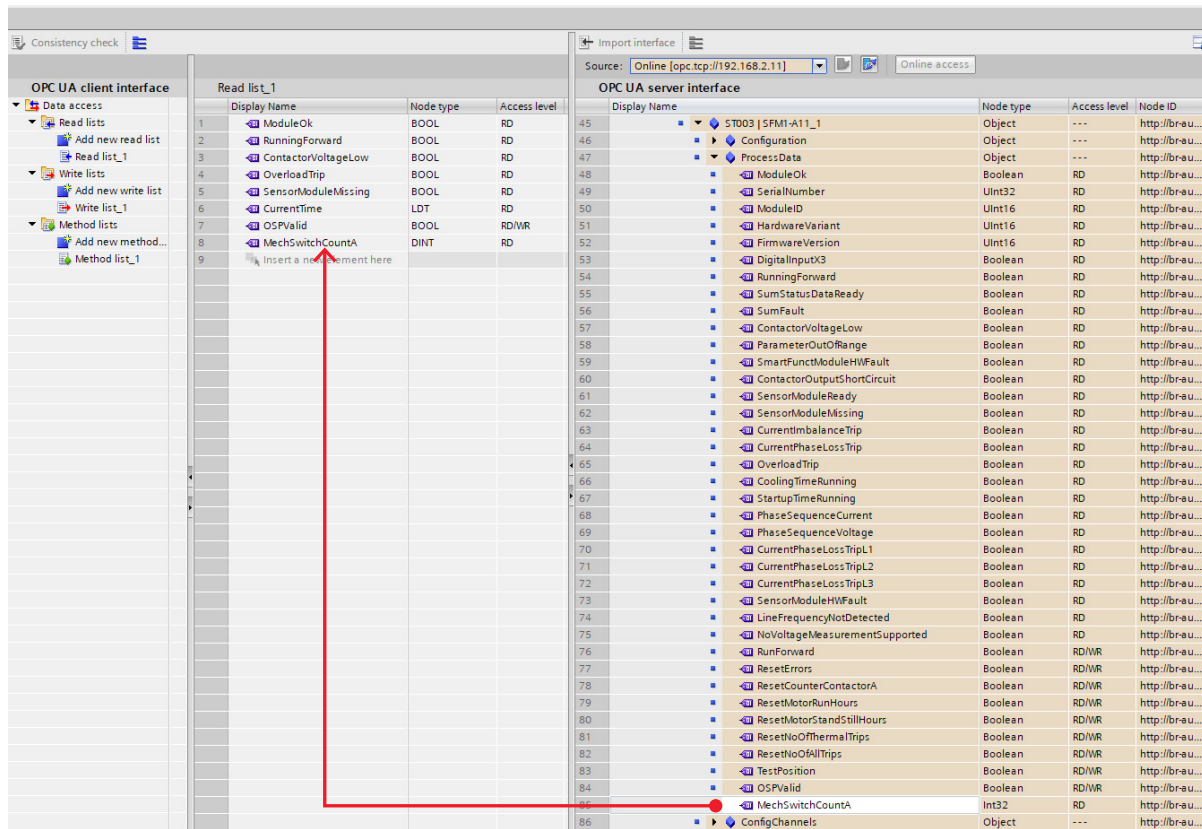 Consistency check
Import interface
Source: Online [opc.tcp://192.168.2.11] Online access
OPC UA client interface
Data access
Read lists
Add new read list
Read list_1
Write lists
Add new write list
Write list_1
Method lists
Add new method...
Method list_1
Read list_1
Display Name Node type Access level
1 ModuleOk BOOL RD
2 RunningForward BOOL RD
3 ContactorVoltageLow BOOL RD
4 OverloadTrip BOOL RD
5 SensorModuleMissing BOOL RD
6 CurrentTime LDT RD
7 OSPValid BOOL RD/WR
8 MechSwitchCountA DINT RD
9 Insert a new element here
OPC UA server interface
Display Name Node type Access level Node ID
45 ST003 | SFM1-A11_1 Object --- http://br-au...
46 Configuration Object --- http://br-au...
47 ProcessData Object --- http://br-au...
48 ModuleOk Boolean RD http://br-au...
49 SerialNumber UInt32 RD http://br-au...
50 ModuleID UInt16 RD http://br-au...
51 HardwareVariant UInt16 RD http://br-au...
52 FirmwareVersion UInt16 RD http://br-au...
53 DigitalInputX3 Boolean RD http://br-au...
54 RunningForward Boolean RD http://br-au...
55 SumStatusDataReady Boolean RD http://br-au...
56 SumFault Boolean RD http://br-au...
57 ContactorVoltageLow Boolean RD http://br-au...
58 ParameterOutOfRange Boolean RD http://br-au...
59 SmartFunctModuleHWFault Boolean RD http://br-au...
60 ContactorOutputShortCircuit Boolean RD http://br-au...
61 SensorModuleReady Boolean RD http://br-au...
62 SensorModuleMissing Boolean RD http://br-au...
63 CurrentImbalanceTrip Boolean RD http://br-au...
64 CurrentPhaseLossTrip Boolean RD http://br-au...
65 OverloadTrip Boolean RD http://br-au...
66 CoolingTimeRunning Boolean RD http://br-au...
67 StartupTimeRunning Boolean RD http://br-au...
68 PhaseSequenceCurrent Boolean RD http://br-au...
69 PhaseSequenceVoltage Boolean RD http://br-au...
70 CurrentPhaseLossTripL1 Boolean RD http://br-au...
71 CurrentPhaseLossTripL2 Boolean RD http://br-au...
72 CurrentPhaseLossTripL3 Boolean RD http://br-au...
73 SensorModuleHWFault Boolean RD http://br-au...
74 LineFrequencyNotDetected Boolean RD http://br-au...
75 NoVoltageMeasurementSupported Boolean RD http://br-au...
76 RunForward Boolean RD/WR http://br-au...
77 ResetErrors Boolean RD/WR http://br-au...
78 ResetCounterContactorA Boolean RD/WR http://br-au...
79 ResetMotorRunHours Boolean RD/WR http://br-au...
80 ResetMotorStandStillHours Boolean RD/WR http://br-au...
81 ResetNoOfThermalTrips Boolean RD/WR http://br-au...
82 ResetNoOfAllTrips Boolean RD/WR http://br-au...
83 TestPosition Boolean RD/WR http://br-au...
84 OSPValid Boolean RD/WR http://br-au...
85 MechSwitchCountA Int32 RD http://br-au...
86 ConfigChannels Object --- http://br-au...